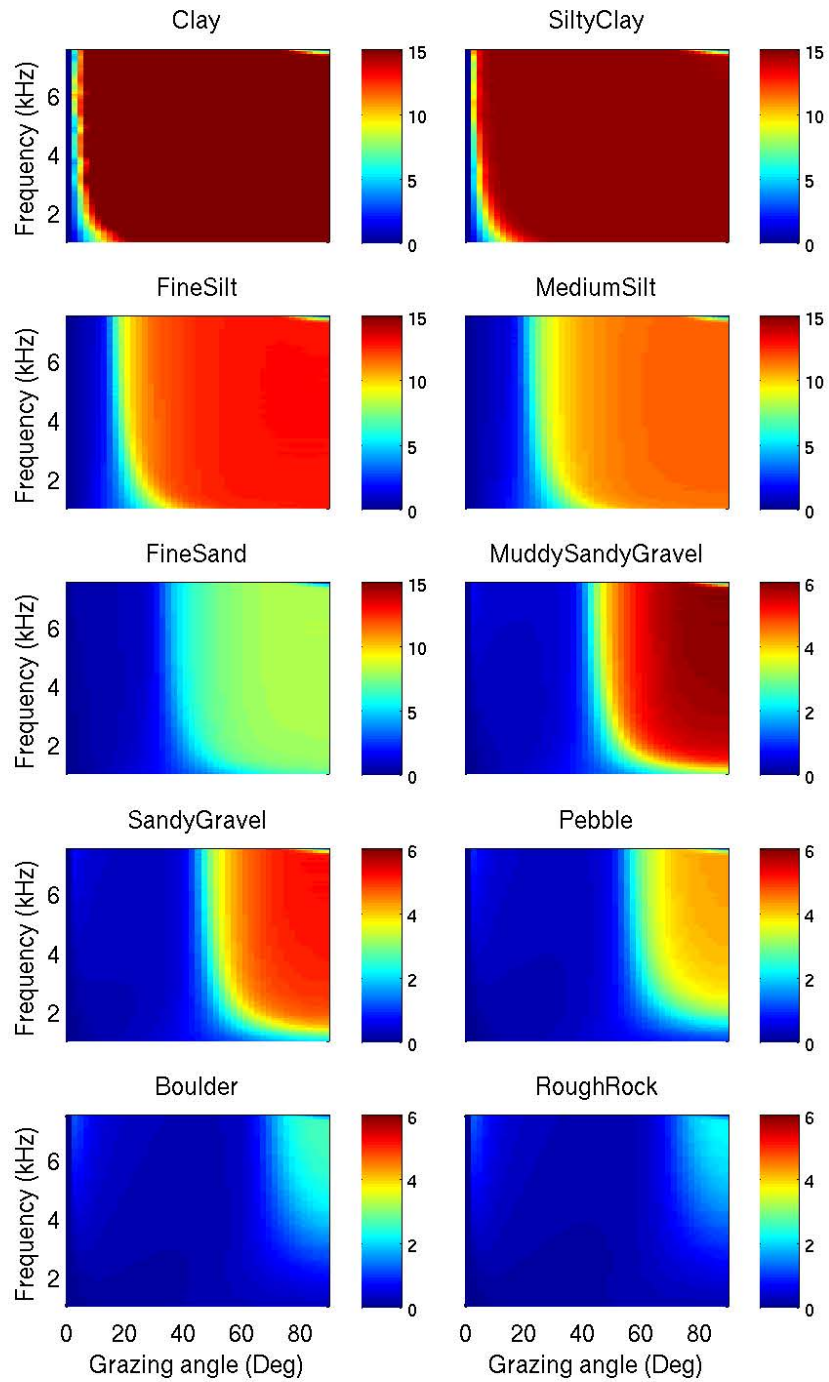 Clay
SiltyClay
Frequency (kHz)
6
4
2
15
10
5
0
15
10
5
0
FineSilt
MediumSilt
Frequency (kHz)
6
4
2
15
10
5
0
15
10
5
0
FineSand
MuddySandyGravel
Frequency (kHz)
6
4
2
15
10
5
0
6
4
2
0
SandyGravel
Pebble
Frequency (kHz)
6
4
2
6
4
2
0
6
4
2
0
Boulder
RoughRock
Frequency (kHz)
6
4
2
6
4
2
0
6
4
2
0
0 20 40 60 80
0 20 40 60 80
Grazing angle (Deg)
Grazing angle (Deg)